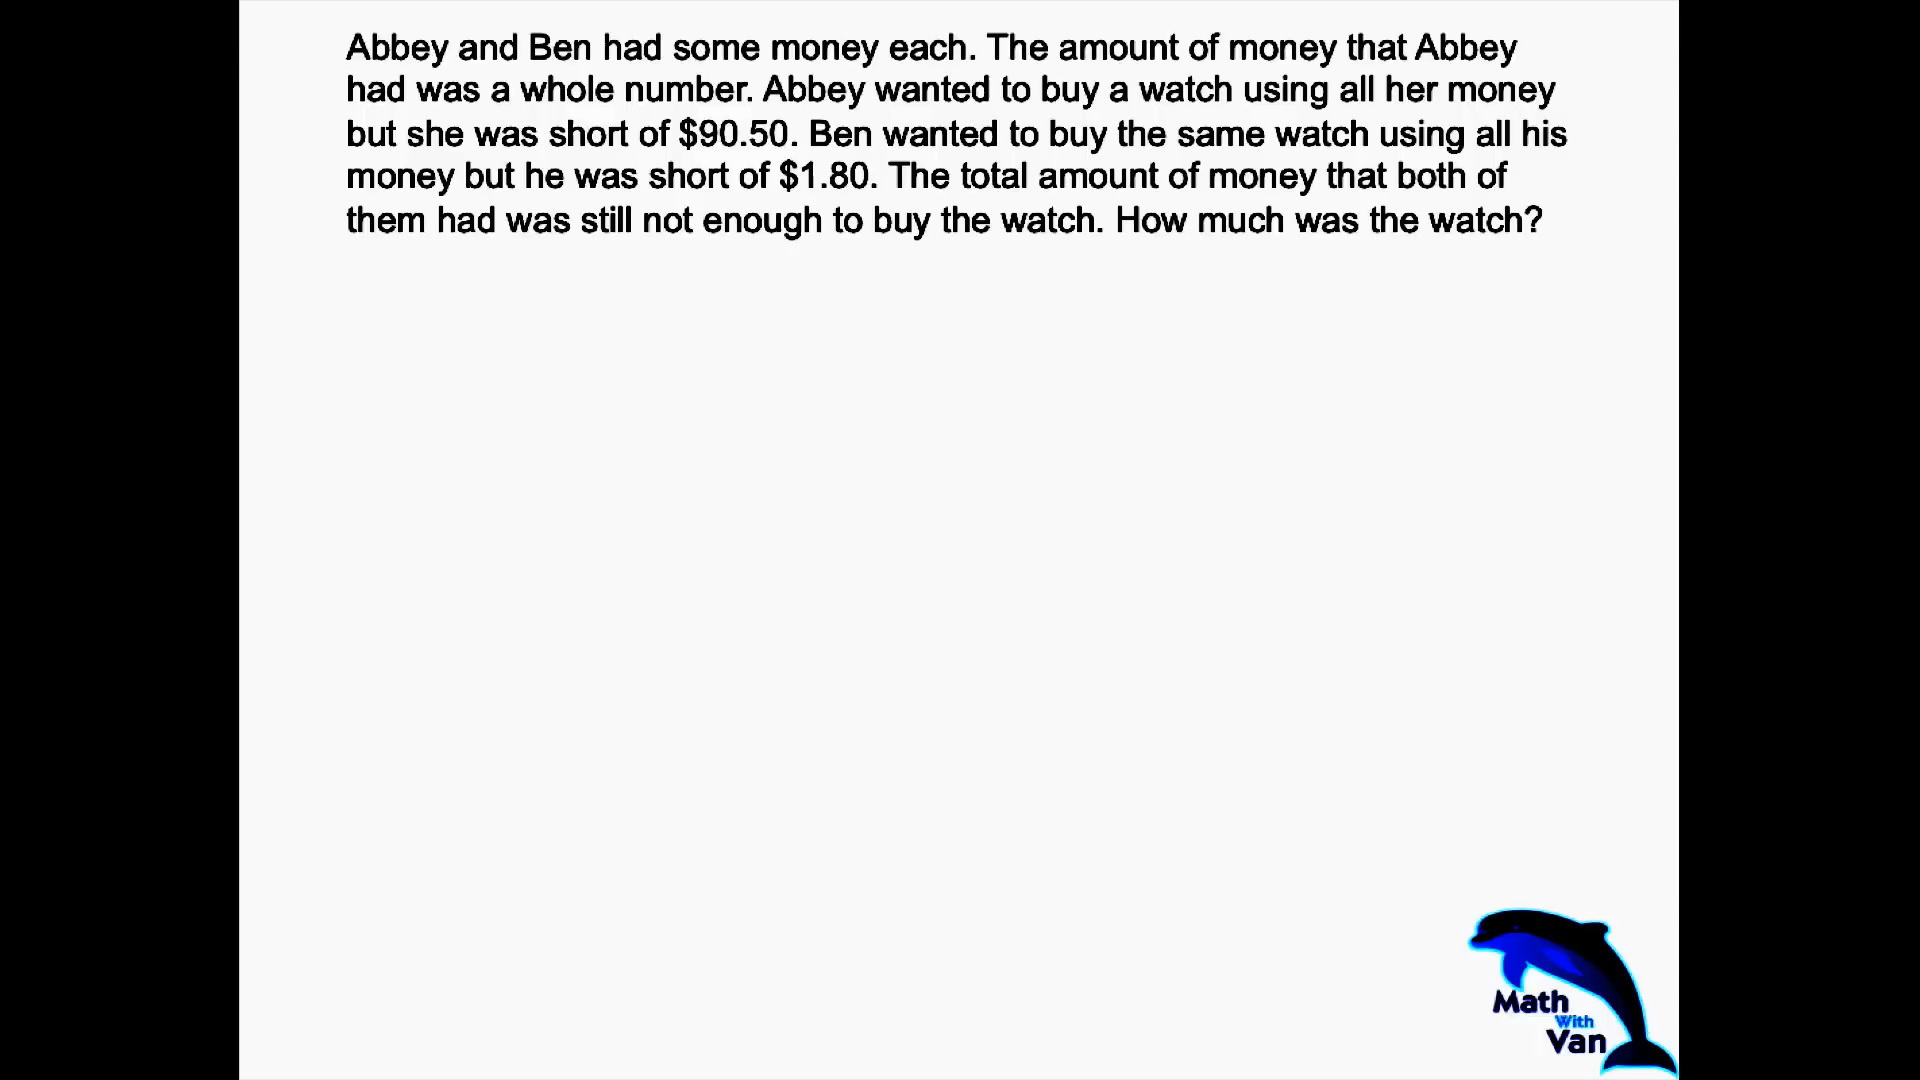 Abbey and Ben had some money each. The amount of money that Abbey
had was a whole number. Abbey wanted to buy a watch using all her money
but she was short of $90.50. Ben wanted to buy the same watch using all his
money but he was short of $1.80. The total amount of money that both of
them had was still not enough to buy the watch. How much was the watch?
Math
With
Van